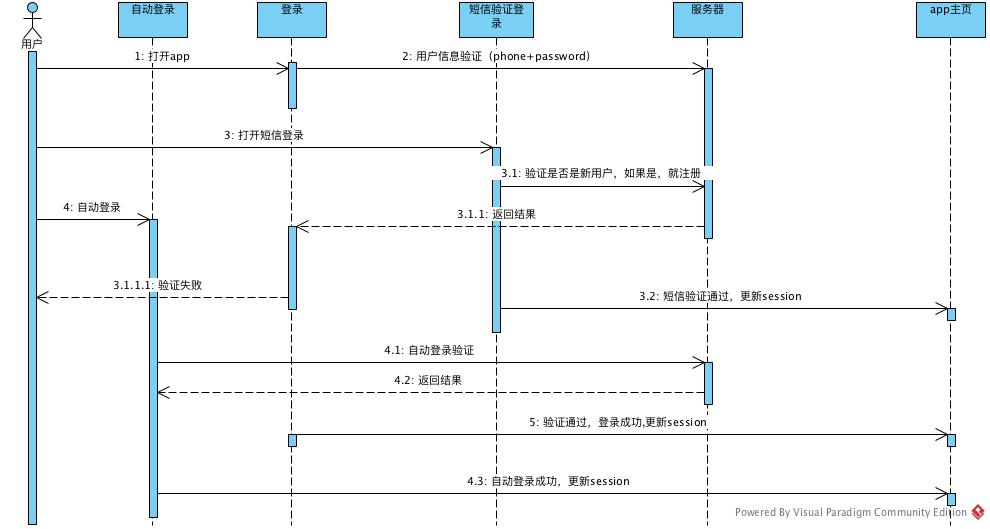 自动登录
登录
短信验证登
录
服务器
app主页
用户
1: 打开app
2: 用户信息验证（phone+password）
3: 打开短信登录
3.1: 验证是否是新用户，如果是，就注册
4: 自动登录
3.1.1: 返回结果
3.1.1.1: 验证失败
3.2: 短信验证通过，更新session
4.1: 自动登录验证
4.2: 返回结果
5: 验证通过，登录成功,更新session
4.3: 自动登录成功，更新session
Powered By Visual Paradigm Community Edition